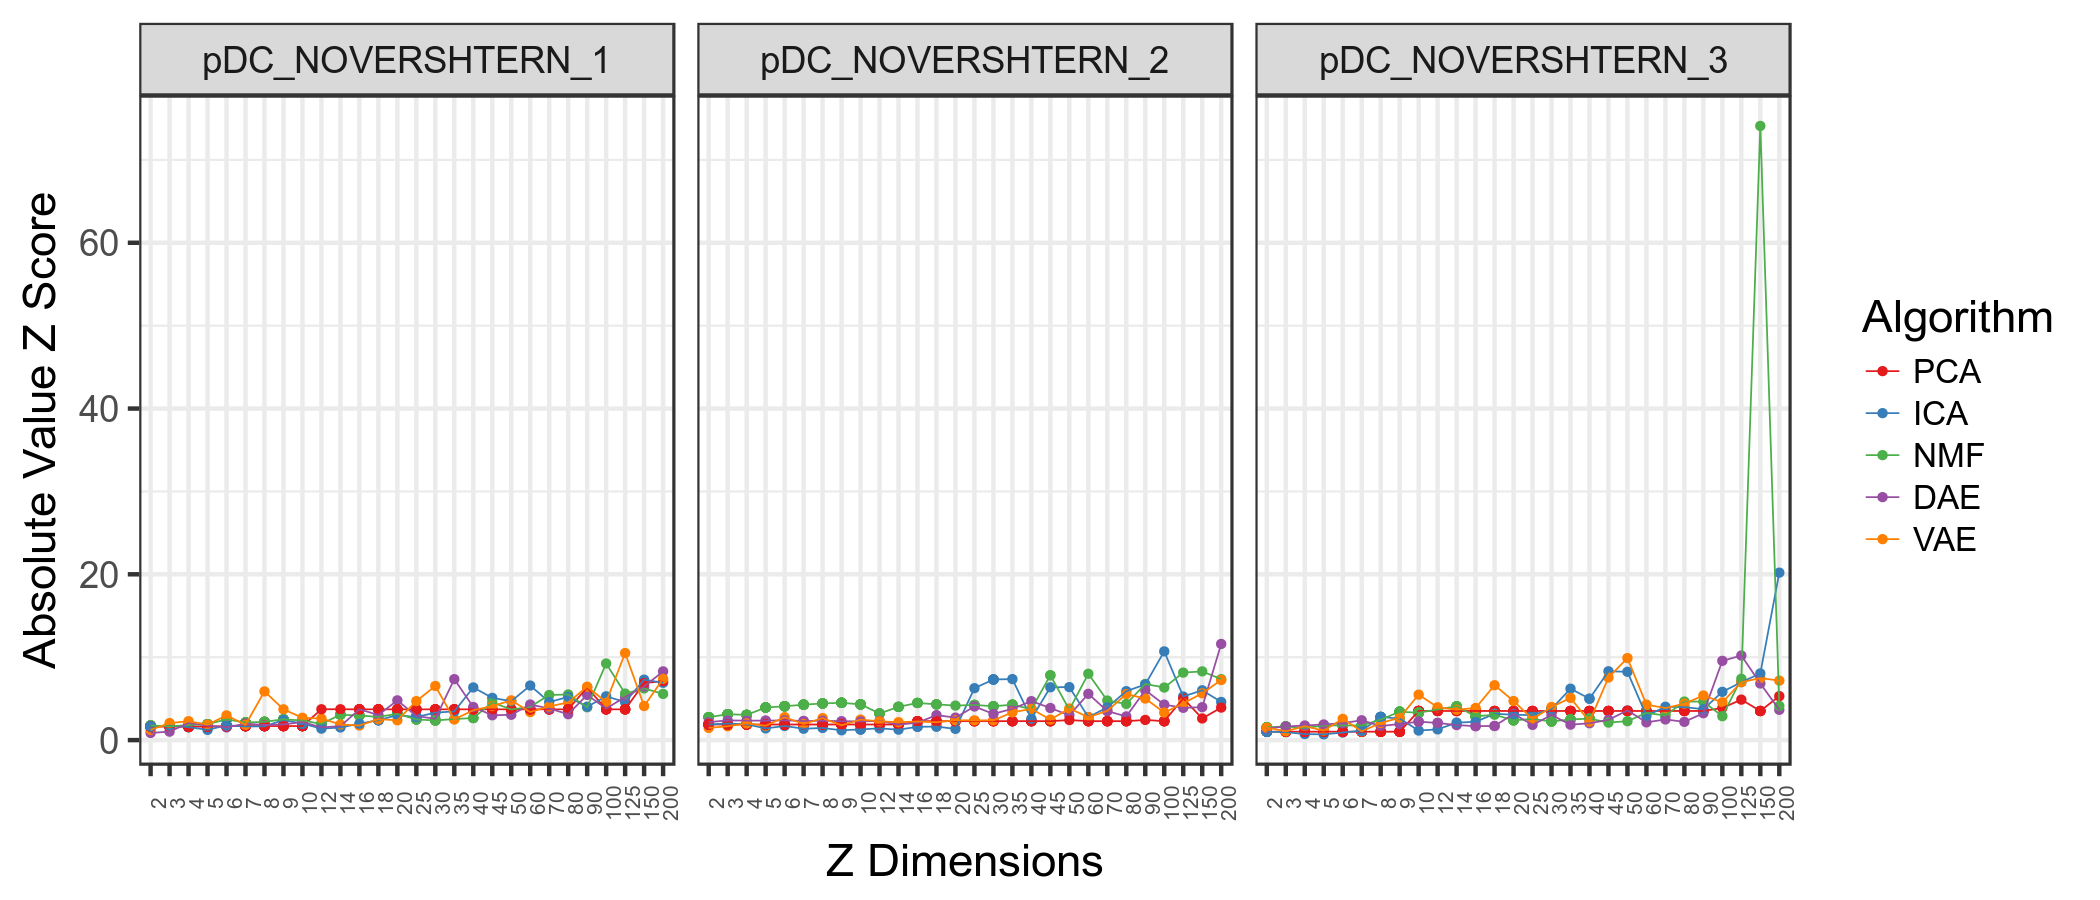 pDC_NOVERSHTERN_1 pDC_NOVERSHTERN_2 pDC_NOVERSHTERN_3
Absolute Value Z Score
60
40
20
0
2 3 4 5 6 7 8 9 10 12 14 16 18 20 25 30 35 40 45 50 60 70 80 90 100 125 150 200
2 3 4 5 6 7 8 9 10 12 14 16 18 20 25 30 35 40 45 50 60 70 80 90 100 125 150 200
2 3 4 5 6 7 8 9 10 12 14 16 18 20 25 30 35 40 45 50 60 70 80 90 100 125 150 200
Z Dimensions
Algorithm
PCA
ICA
NMF
DAE
VAE